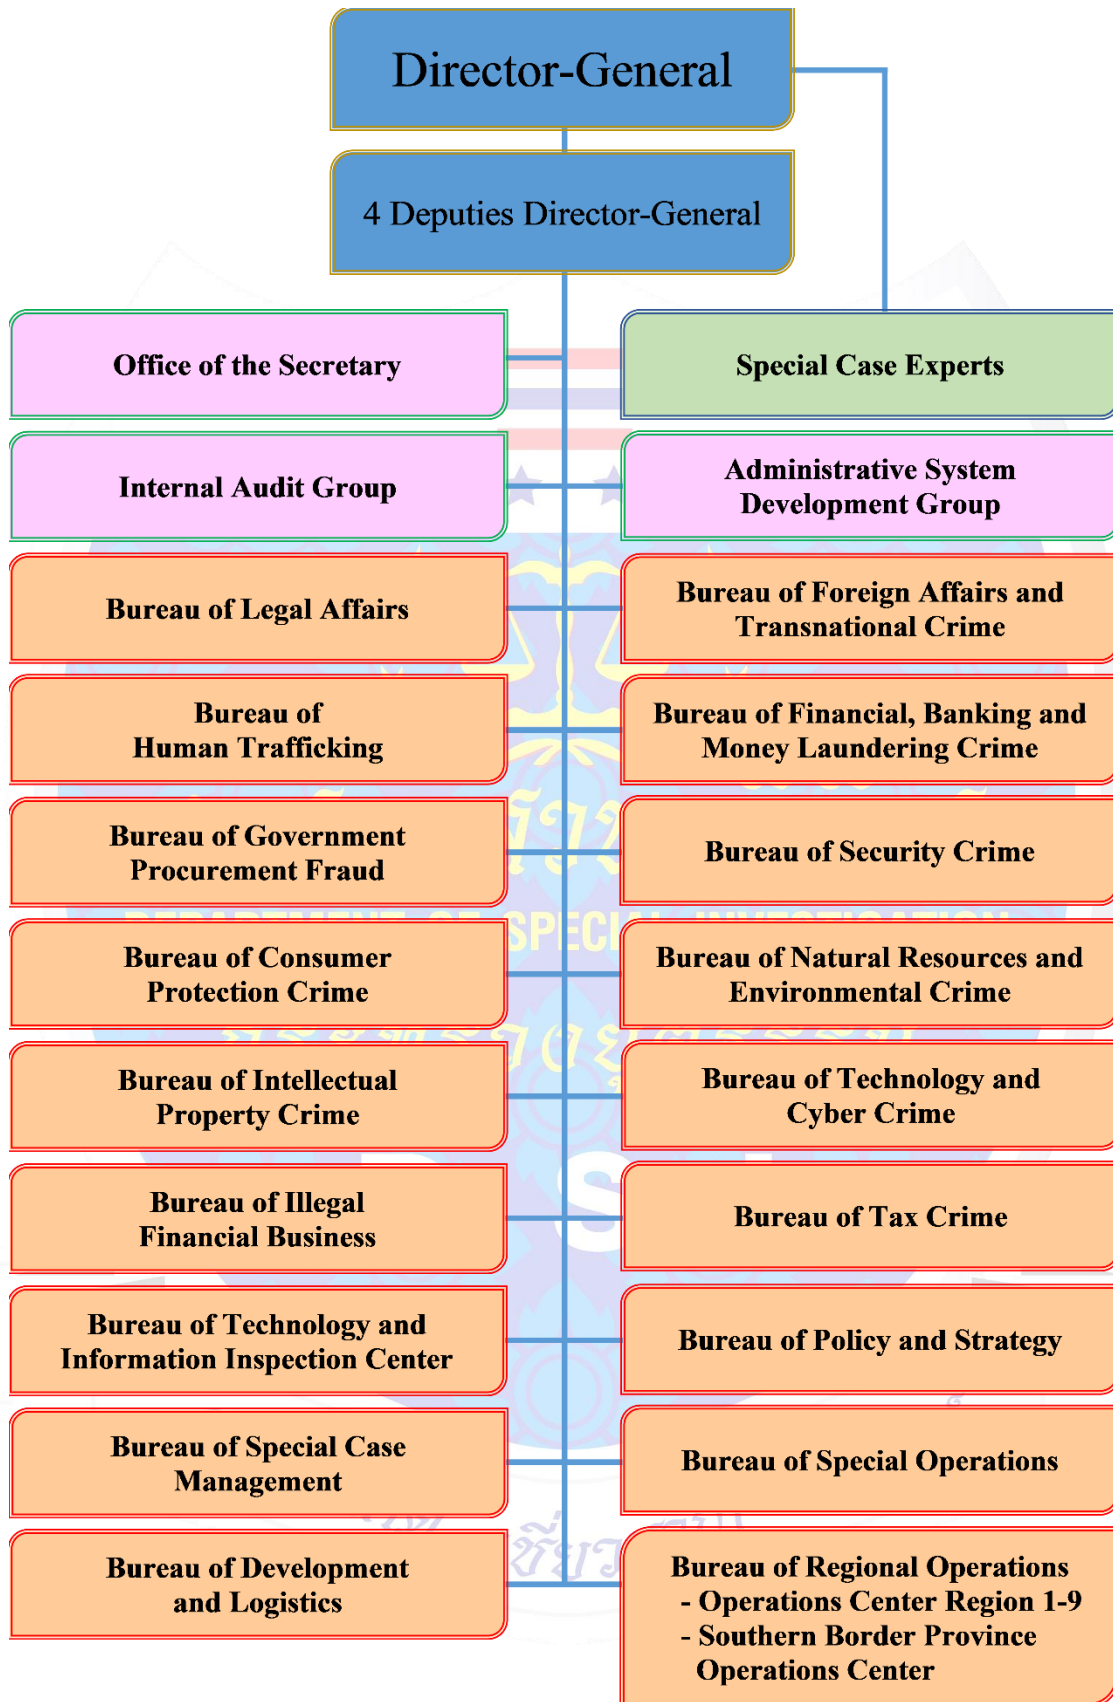 Director-General
4 Deputies Director-General
Office of the Secretary
Special Case Experts
Internal Audit Group
Administrative System
Development Group
Bureau of Legal Affairs
Bureau of Foreign Affairs and
Transnational Crime
Bureau of
Human Trafficking
Bureau of Financial, Banking and
Money Laundering Crime
Bureau of Government
Procurement Fraud
Bureau of Security Crime
DEPARTMENT OF SPECIAL INVESTIGATION
Bureau of Consumer
Protection Crime
Bureau of Natural Resources and
Environmental Crime
Bureau of Intellectual
Property Crime
Bureau of Technology and
Cyber Crime
Bureau of Illegal
Financial Business
Bureau of Tax Crime
Bureau of Technology and
Information Inspection Center
Bureau of Policy and Strategy
Bureau of Special Case
Management
Bureau of Special Operations
Bureau of Development
and Logistics
Bureau of Regional Operations
- Operations Center Region 1-9
- Southern Border Province
Operations Center